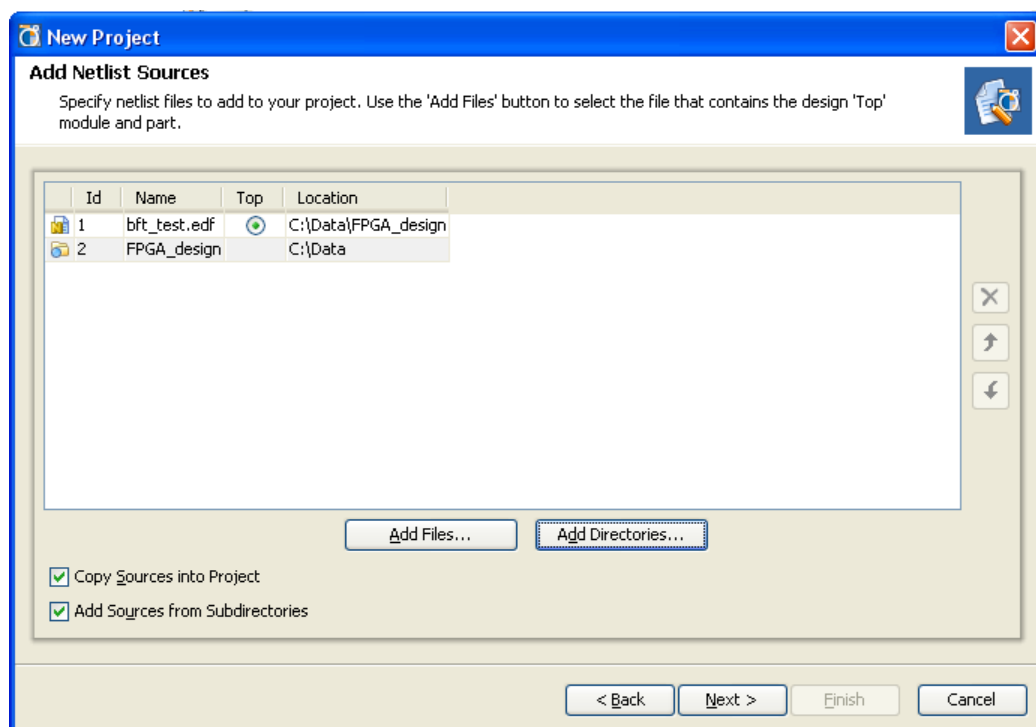 New Project
Add Netlist Sources
Specify netlist files to add to your project. Use the 'Add Files' button to select the file that contains the design 'Top'
module and part.
Id Name Top Location
1 bft_test.edf C:\Data\FPGA_design
2 FPGA_design C:\Data
Add Files... Add Directories...
Copy Sources into Project
Add Sources from Subdirectories
< Back Next > Finish Cancel